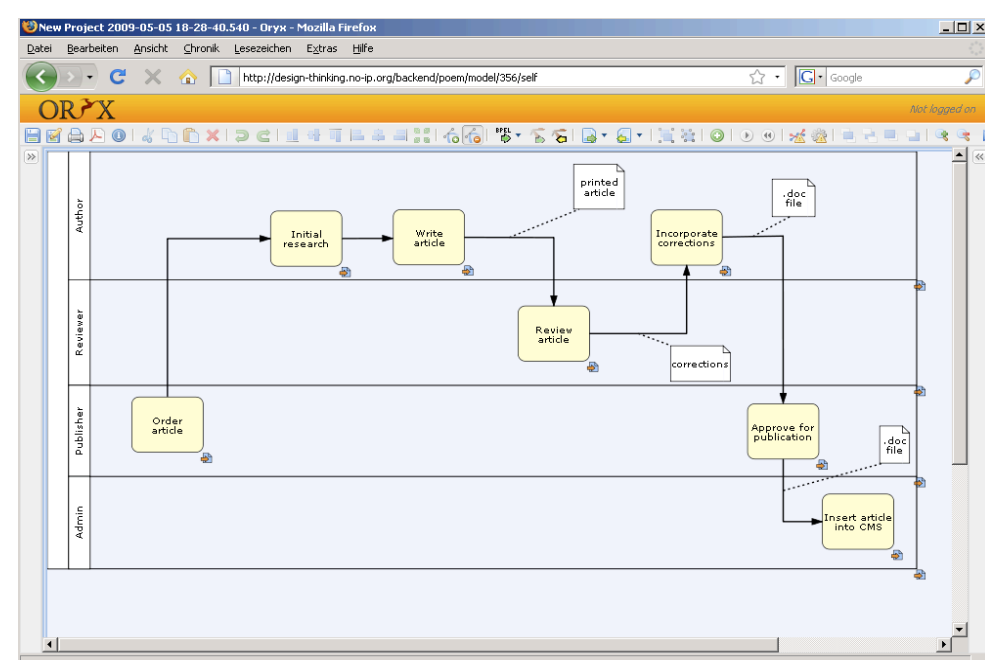 New Project 2009-05-05 18-28-40.540 - Oryx - Mozilla Firefox
Datei Bearbeiten Ansicht Chronik Lesezeichen Extras Hilfe
http://design-thinking.no-ip.org/backend/poem/model/356/self
G Google
ORYX
Not logged on
BPEL
Author
printed
article
.doc
file
Initial
research
Write
article
Incorporate
corrections
Reviewer
Review
article
corrections
Publisher
Order
article
Approve for
publication
.doc
file
Admin
Insert article
into CMS